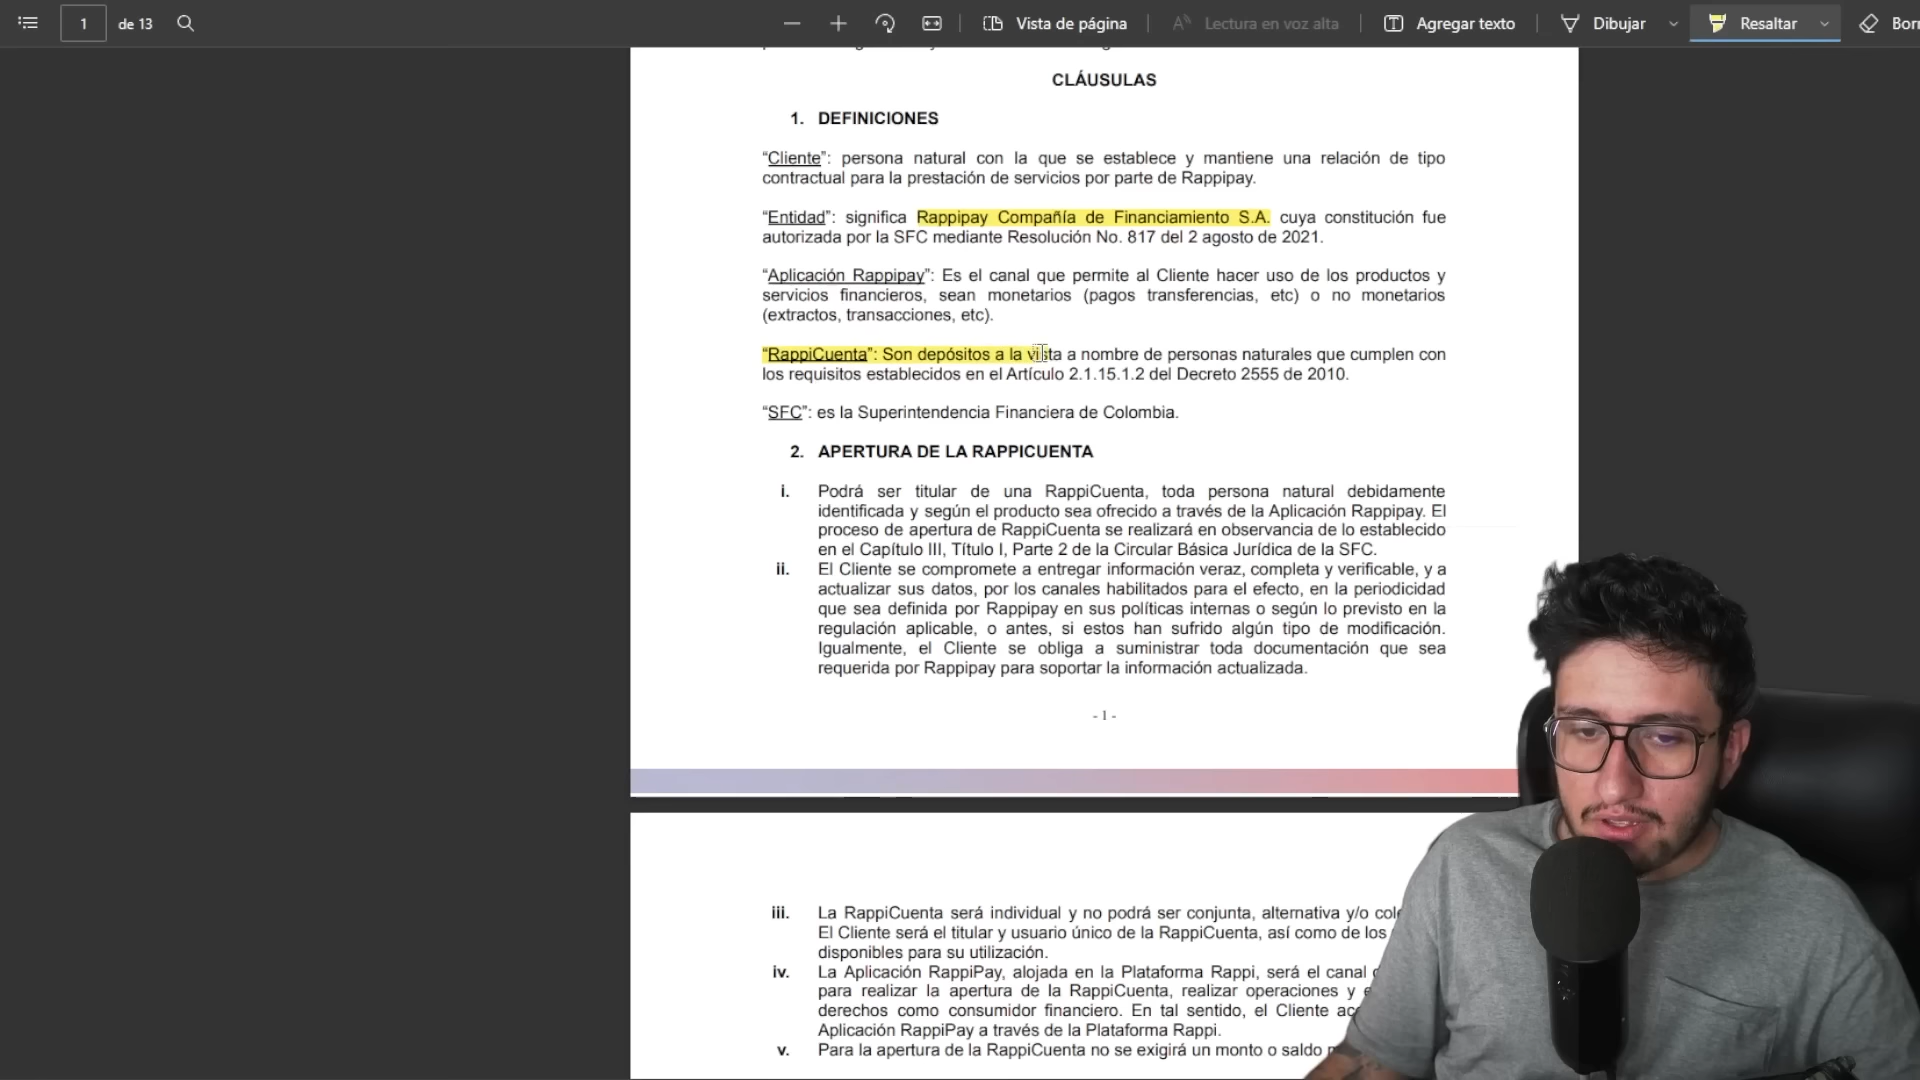 1
de 13
Vista de página
Lectura en voz alta
Agregar texto
Dibujar
Resaltar
CLÁUSULAS
1. DEFINICIONES
“Cliente”: persona natural con la que se establece y mantiene una relación de tipo
contractual para la prestación de servicios por parte de Rappipay.
“Entidad”: significa Rappipay Compañía de Financiamiento S.A. cuya constitución fue
autorizada por la SFC mediante Resolución No. 817 del 2 agosto de 2021.
“Aplicación Rappipay”: Es el canal que permite al Cliente hacer uso de los productos y
servicios financieros, sean monetarios (pagos transferencias, etc) o no monetarios
(extractos, transacciones, etc).
“RappiCuenta”: Son depósitos a la vista a nombre de personas naturales que cumplen con
los requisitos establecidos en el Artículo 2.1.15.1.2 del Decreto 2555 de 2010.
“SFC”: es la Superintendencia Financiera de Colombia.
2. APERTURA DE LA RAPPICUENTA
i. Podrá ser titular de una RappiCuenta, toda persona natural debidamente
identificada y según el producto sea ofrecido a través de la Aplicación Rappipay. El
proceso de apertura de RappiCuenta se realizará en observancia de lo establecido
en el Capítulo III, Título I, Parte 2 de la Circular Básica Jurídica de la SFC.
ii. El Cliente se compromete a entregar información veraz, completa y verificable, y a
actualizar sus datos, por los canales habilitados para el efecto, en la periodicidad
que sea definida por Rappipay en sus políticas internas o según lo previsto en la
regulación aplicable, o antes, si estos han sufrido algún tipo de modificación.
Igualmente, el Cliente se obliga a suministrar toda documentación que sea
requerida por Rappipay para soportar la información actualizada.
- 1 -
iii. La RappiCuenta será individual y no podrá ser conjunta, alternativa y/o
El Cliente será el titular y usuario único de la RappiCuenta, así como de los
disponibles para su utilización.
iv. La Aplicación RappiPay, alojada en la Plataforma Rappi, será el canal
para realizar la apertura de la RappiCuenta, realizar operaciones y
derechos como consumidor financiero. En tal sentido, el Cliente
Aplicación RappiPay a través de la Plataforma Rappi.
v. Para la apertura de la RappiCuenta no se exigirá un monto o saldo